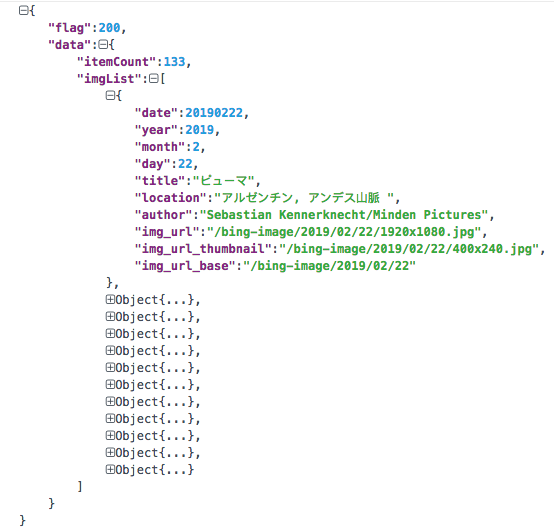 {
"flag":200,
"data":{
"itemCount":133,
"imgList":[
{
"date":20190222,
"year":2019,
"month":2,
"day":22,
"title":"ピューマ",
"location":"アルゼンチン, アンデス山脈 ",
"author":"Sebastian Kennerknecht/Minden Pictures",
"img_url":"/bing-image/2019/02/22/1920x1080.jpg",
"img_url_thumbnail":"/bing-image/2019/02/22/400x240.jpg",
"img_url_base":"/bing-image/2019/02/22"
},
Object{...},
Object{...},
Object{...},
Object{...},
Object{...},
Object{...},
Object{...},
Object{...},
Object{...},
Object{...},
Object{...}
]
}
}